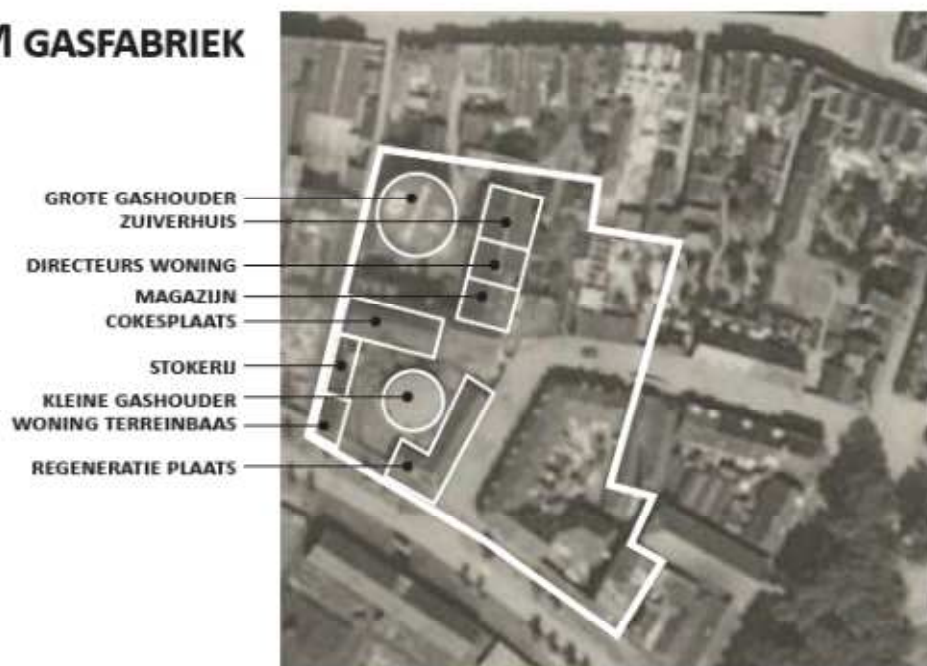 GASFABRIEK
GROTE GASHOUDER
ZUIVERHUIS
DIRECTEURS WONING
MAGAZIJN
COKESPLAATS
STOKERIJ
KLEINE GASHOUDER
WONING TERREINBAAS
REGENERATIE PLAATS